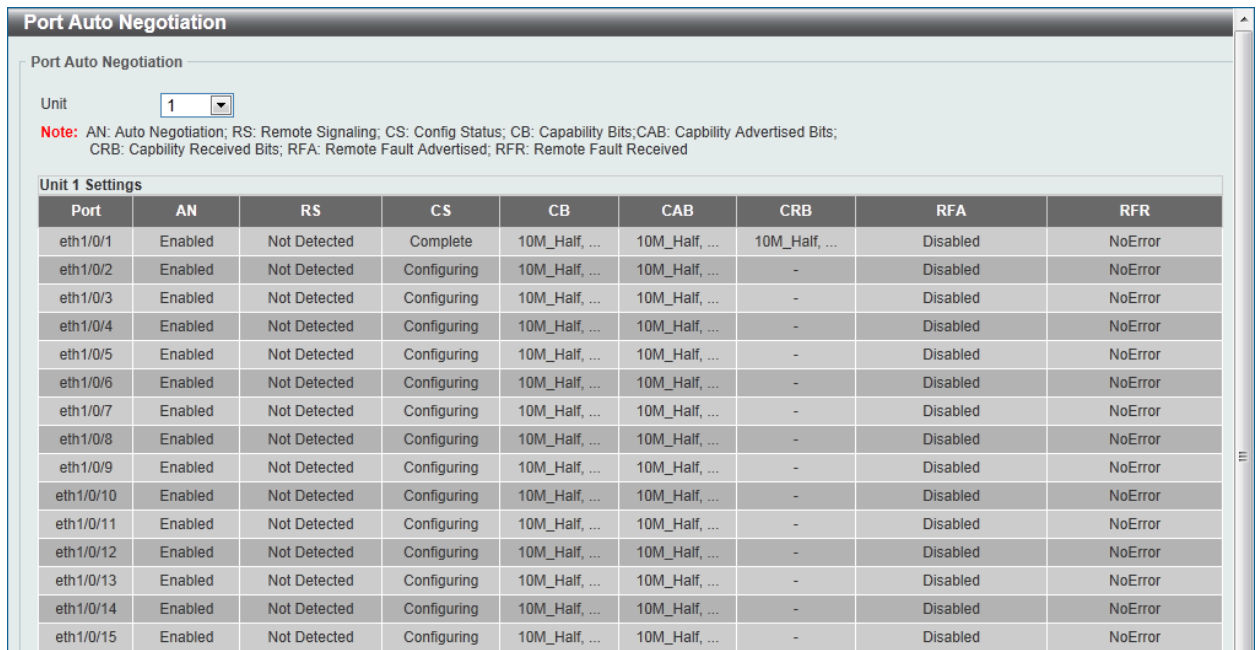 Port Auto Negotiation
Port Auto Negotiation
Unit 1
Note: AN: Auto Negotiation; RS: Remote Signaling; CS: Config Status; CB: Capability Bits;CAB: Capbility Advertised Bits;
CRB: Capbility Received Bits; RFA: Remote Fault Advertised; RFR: Remote Fault Received
Unit 1 Settings
Port AN RS CS CB CAB CRB RFA RFR
eth1/0/1 Enabled Not Detected Complete 10M_Half, ... 10M_Half, ... 10M_Half, ... Disabled NoError
eth1/0/2 Enabled Not Detected Configuring 10M_Half, ... 10M_Half, ... - Disabled NoError
eth1/0/3 Enabled Not Detected Configuring 10M_Half, ... 10M_Half, ... - Disabled NoError
eth1/0/4 Enabled Not Detected Configuring 10M_Half, ... 10M_Half, ... - Disabled NoError
eth1/0/5 Enabled Not Detected Configuring 10M_Half, ... 10M_Half, ... - Disabled NoError
eth1/0/6 Enabled Not Detected Configuring 10M_Half, ... 10M_Half, ... - Disabled NoError
eth1/0/7 Enabled Not Detected Configuring 10M_Half, ... 10M_Half, ... - Disabled NoError
eth1/0/8 Enabled Not Detected Configuring 10M_Half, ... 10M_Half, ... - Disabled NoError
eth1/0/9 Enabled Not Detected Configuring 10M_Half, ... 10M_Half, ... - Disabled NoError
eth1/0/10 Enabled Not Detected Configuring 10M_Half, ... 10M_Half, ... - Disabled NoError
eth1/0/11 Enabled Not Detected Configuring 10M_Half, ... 10M_Half, ... - Disabled NoError
eth1/0/12 Enabled Not Detected Configuring 10M_Half, ... 10M_Half, ... - Disabled NoError
eth1/0/13 Enabled Not Detected Configuring 10M_Half, ... 10M_Half, ... - Disabled NoError
eth1/0/14 Enabled Not Detected Configuring 10M_Half, ... 10M_Half, ... - Disabled NoError
eth1/0/15 Enabled Not Detected Configuring 10M_Half, ... 10M_Half, ... - Disabled NoError